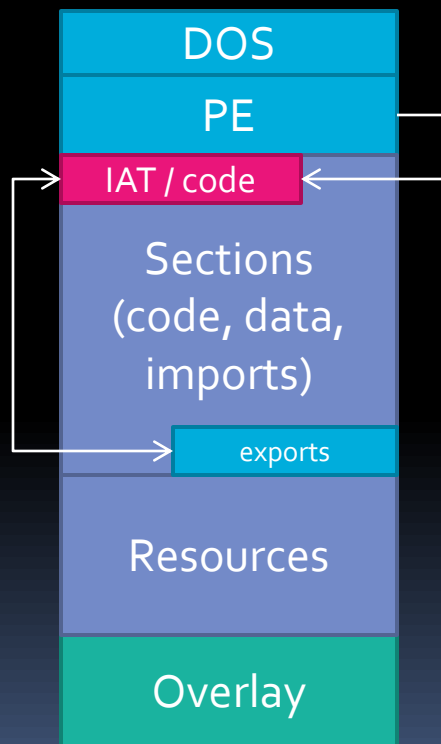 DOS
PE
IAT / code
Sections
(code, data,
imports)
exports
Resources
Overlay